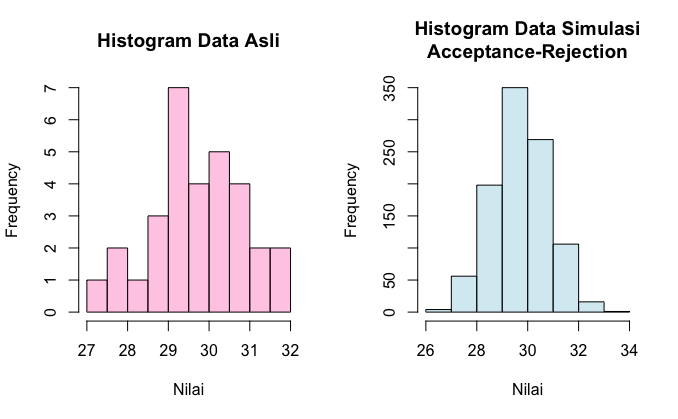 Histogram Data Asli
Frequency
0 1 2 3 4 5 6 7
27 28 29 30 31 32
Nilai
Histogram Data Simulasi
Acceptance-Rejection
Frequency
0 50 150 250 350
26 28 30 32 34
Nilai